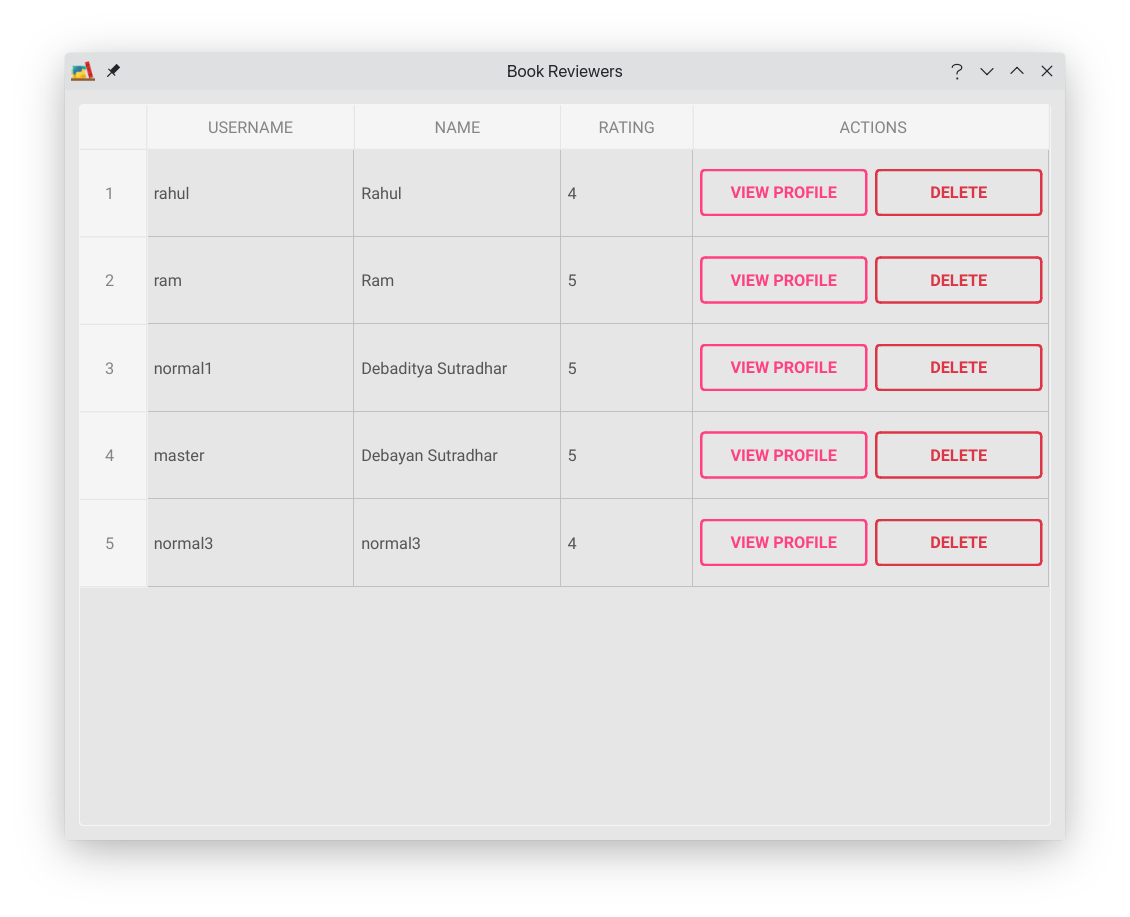 Book Reviewers
USERNAME NAME RATING ACTIONS
1 rahul Rahul 4 VIEW PROFILE DELETE
2 ram Ram 5 VIEW PROFILE DELETE
3 normal1 Debaditya Sutradhar 5 VIEW PROFILE DELETE
4 master Debayan Sutradhar 5 VIEW PROFILE DELETE
5 normal3 normal3 4 VIEW PROFILE DELETE